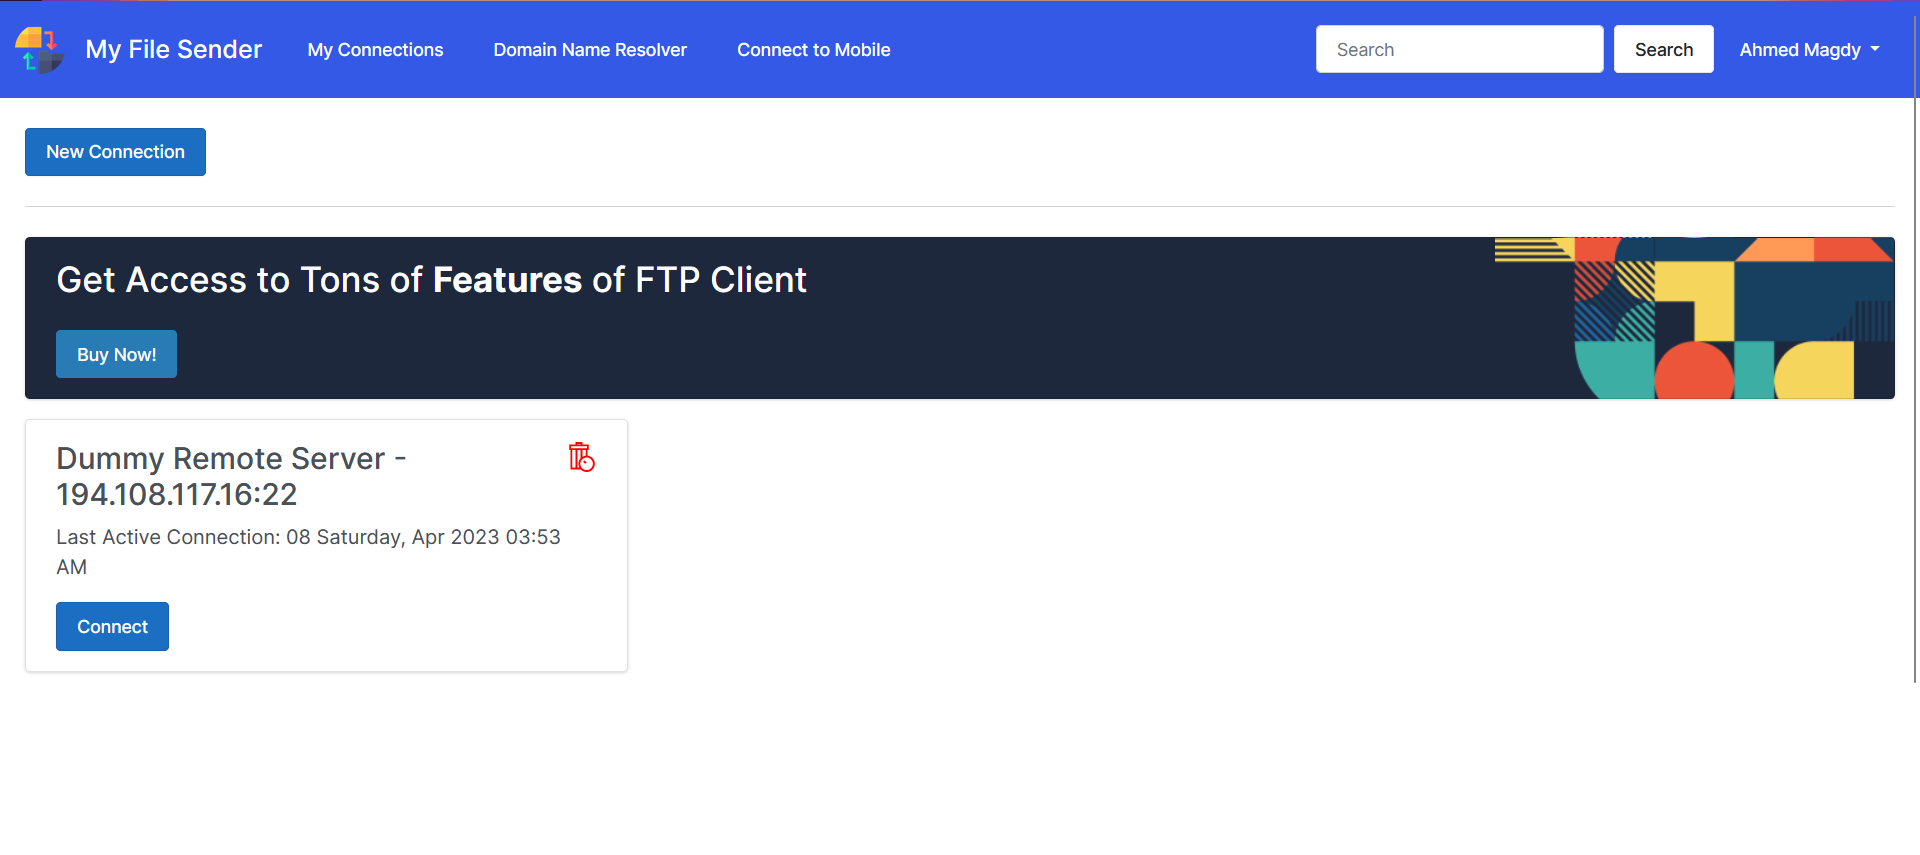 My File Sender
My Connections
Domain Name Resolver
Connect to Mobile
Search
Search
Ahmed Magdy
New Connection
Get Access to Tons of Features of FTP Client
Buy Now!
Dummy Remote Server -
194.108.117.16:22
Last Active Connection: 08 Saturday, Apr 2023 03:53
AM
Connect